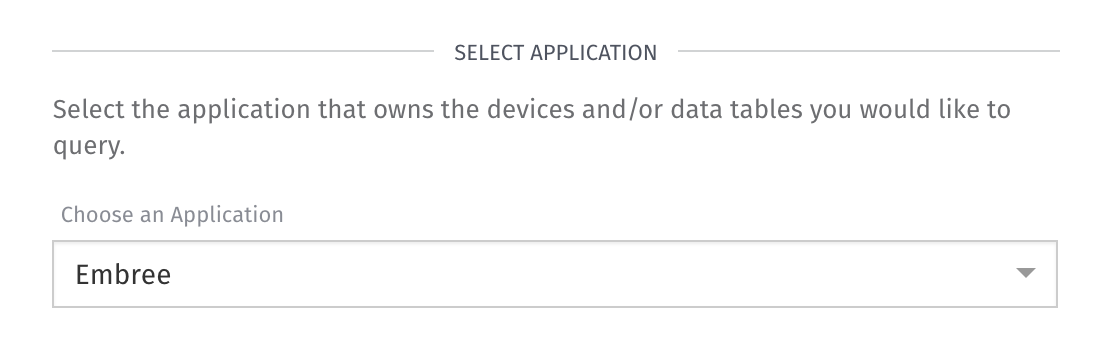 SELECT APPLICATION
Select the application that owns the devices and/or data tables you would like to
query.
Choose an Application
Embree